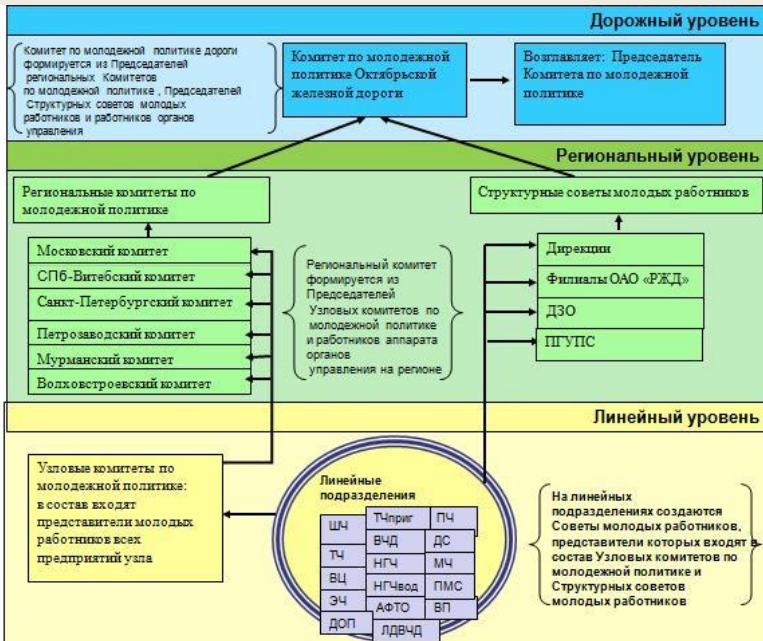 Дорожный уровень
Комитет по молодежной политике дороги
формируется из Председателей
региональных Комитетов
по молодежной политике , Председателей
Структурных советов молодых
работников и работников органов
управления
Комитет по молодежной
политике Октябрьской
железной дороги
Возглавляет: Председатель
Комитета по молодежной
политике
Региональный уровень
Региональные комитеты по
молодежной политике
Московский комитет
СПб-Витебский комитет
Санкт-Петербургский комитет
Петрозаводский комитет
Мурманский комитет
Волховстроевский комитет
Региональный комитет
формируется из
Председателей
Узловых комитетов по
молодежной политике
и работников аппарата
органов
управления на регионе
Структурные советы молодых работников
Дирекции
Филиалы ОАО «РЖД»
ДЗО
ПГУПС
Линейный уровень
Узловые комитеты по
молодежной политике:
в состав входят
представители молодых
работников всех
предприятий узла
Линейные
подразделения
ШЧ
ТЧ
ВЦ
ЭЧ
ДОП
ТЧприг
ВЧД
НГЧ
НГЧвод
АФТО
ЛДВЧД
ПЧ
ДС
МЧ
ПМС
ВП
На линейных
подразделениях создаются
Советы молодых работников,
представители которых входят в
состав Узловых комитетов по
молодежной политике и
Структурных советов
молодых работников